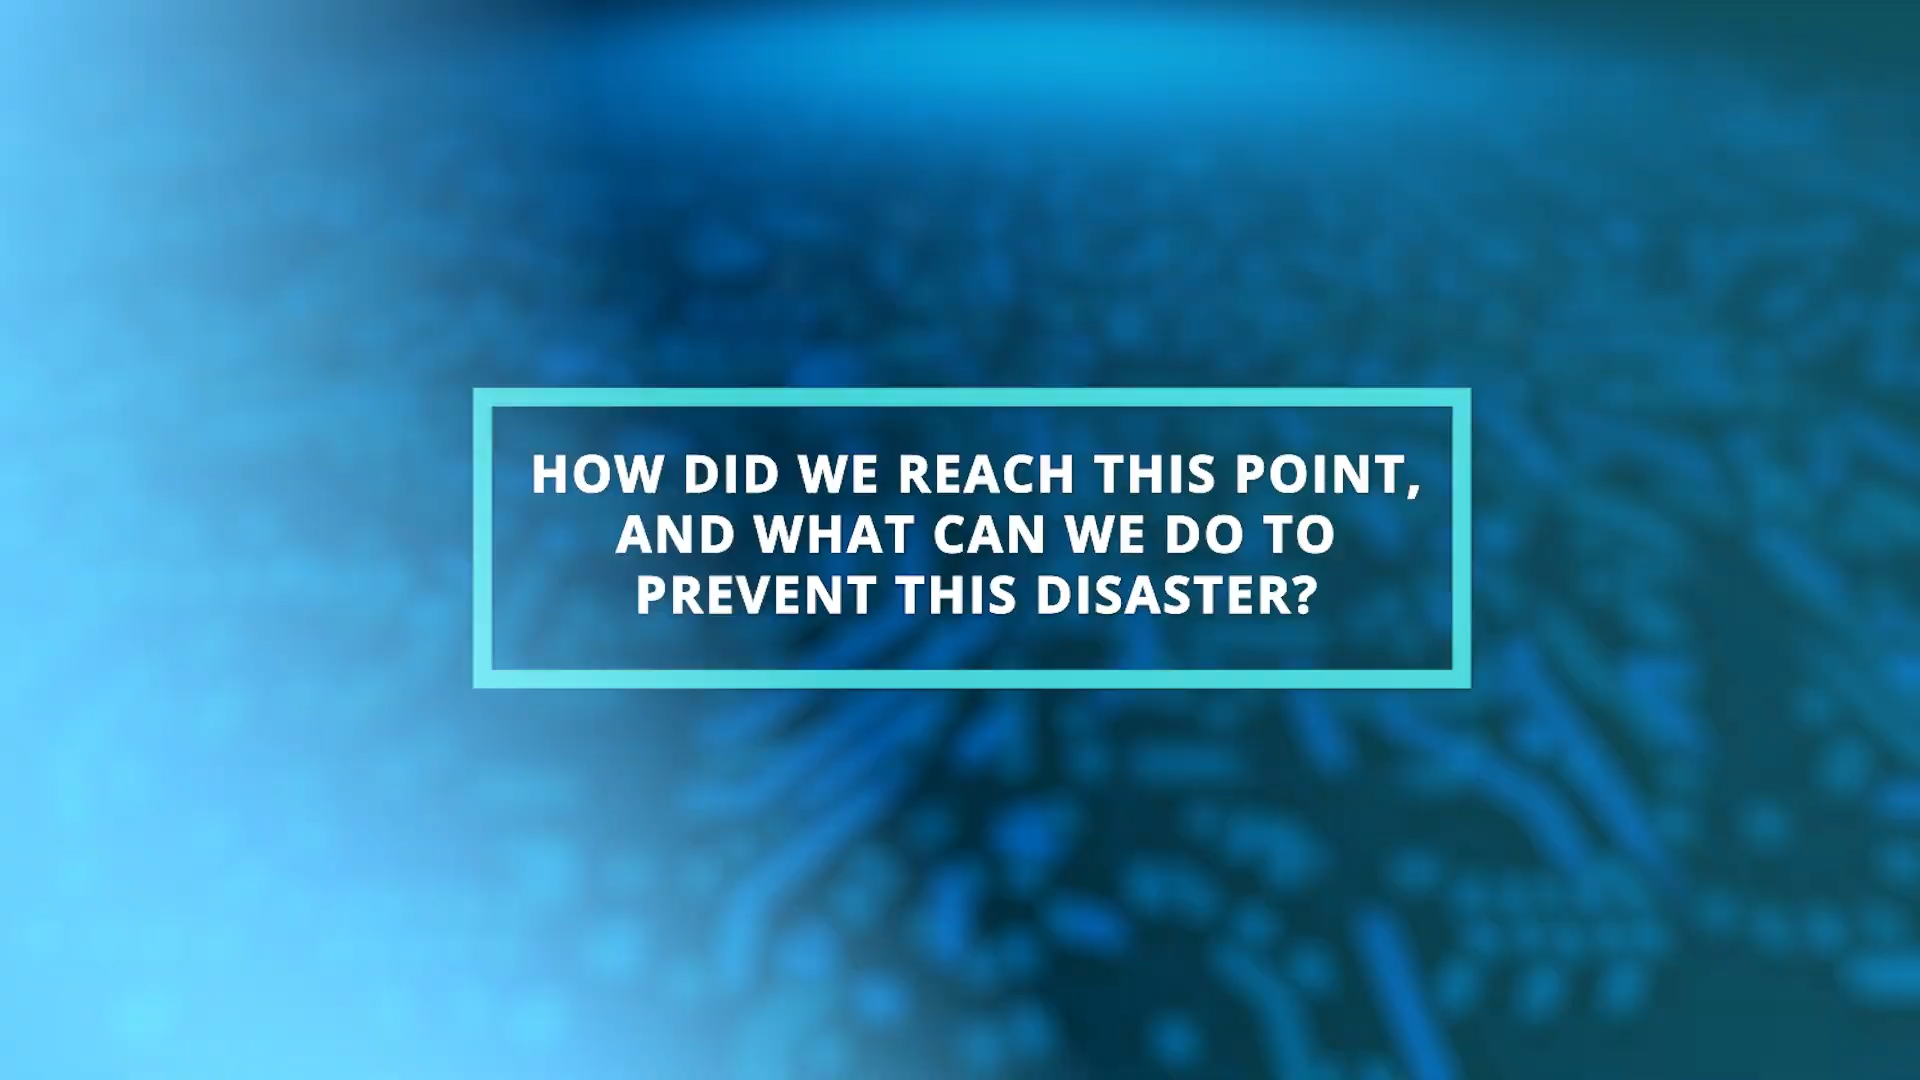 HOW DID WE REACH THIS POINT,
AND WHAT CAN WE DO TO
PREVENT THIS DISASTER?